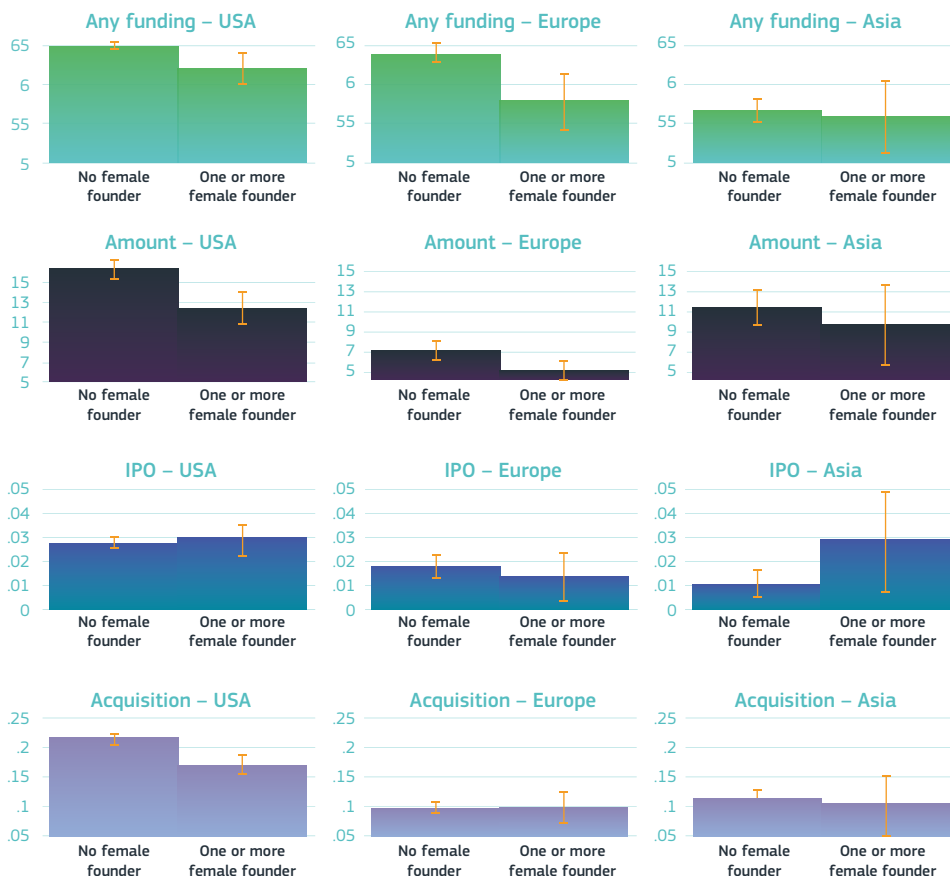 Any funding – USA
65
6
55
5
No female
founder
One or more
female founder
Any funding – Europe
65
6
55
5
No female
founder
One or more
female founder
Any funding – Asia
65
6
55
5
No female
founder
One or more
female founder
Amount – USA
15
13
11
9
7
5
No female
founder
One or more
female founder
Amount – Europe
15
13
11
9
7
5
No female
founder
One or more
female founder
Amount – Asia
15
13
11
9
7
5
No female
founder
One or more
female founder
IPO – USA
.05
.04
.03
.02
.01
0
No female
founder
One or more
female founder
IPO – Europe
.05
.04
.03
.02
.01
0
No female
founder
One or more
female founder
IPO – Asia
.05
.04
.03
.02
.01
0
No female
founder
One or more
female founder
Acquisition – USA
.25
.2
.15
.1
.05
No female
founder
One or more
female founder
Acquisition – Europe
.25
.2
.15
.1
.05
No female
founder
One or more
female founder
Acquisition – Asia
.25
.2
.15
.1
.05
No female
founder
One or more
female founder